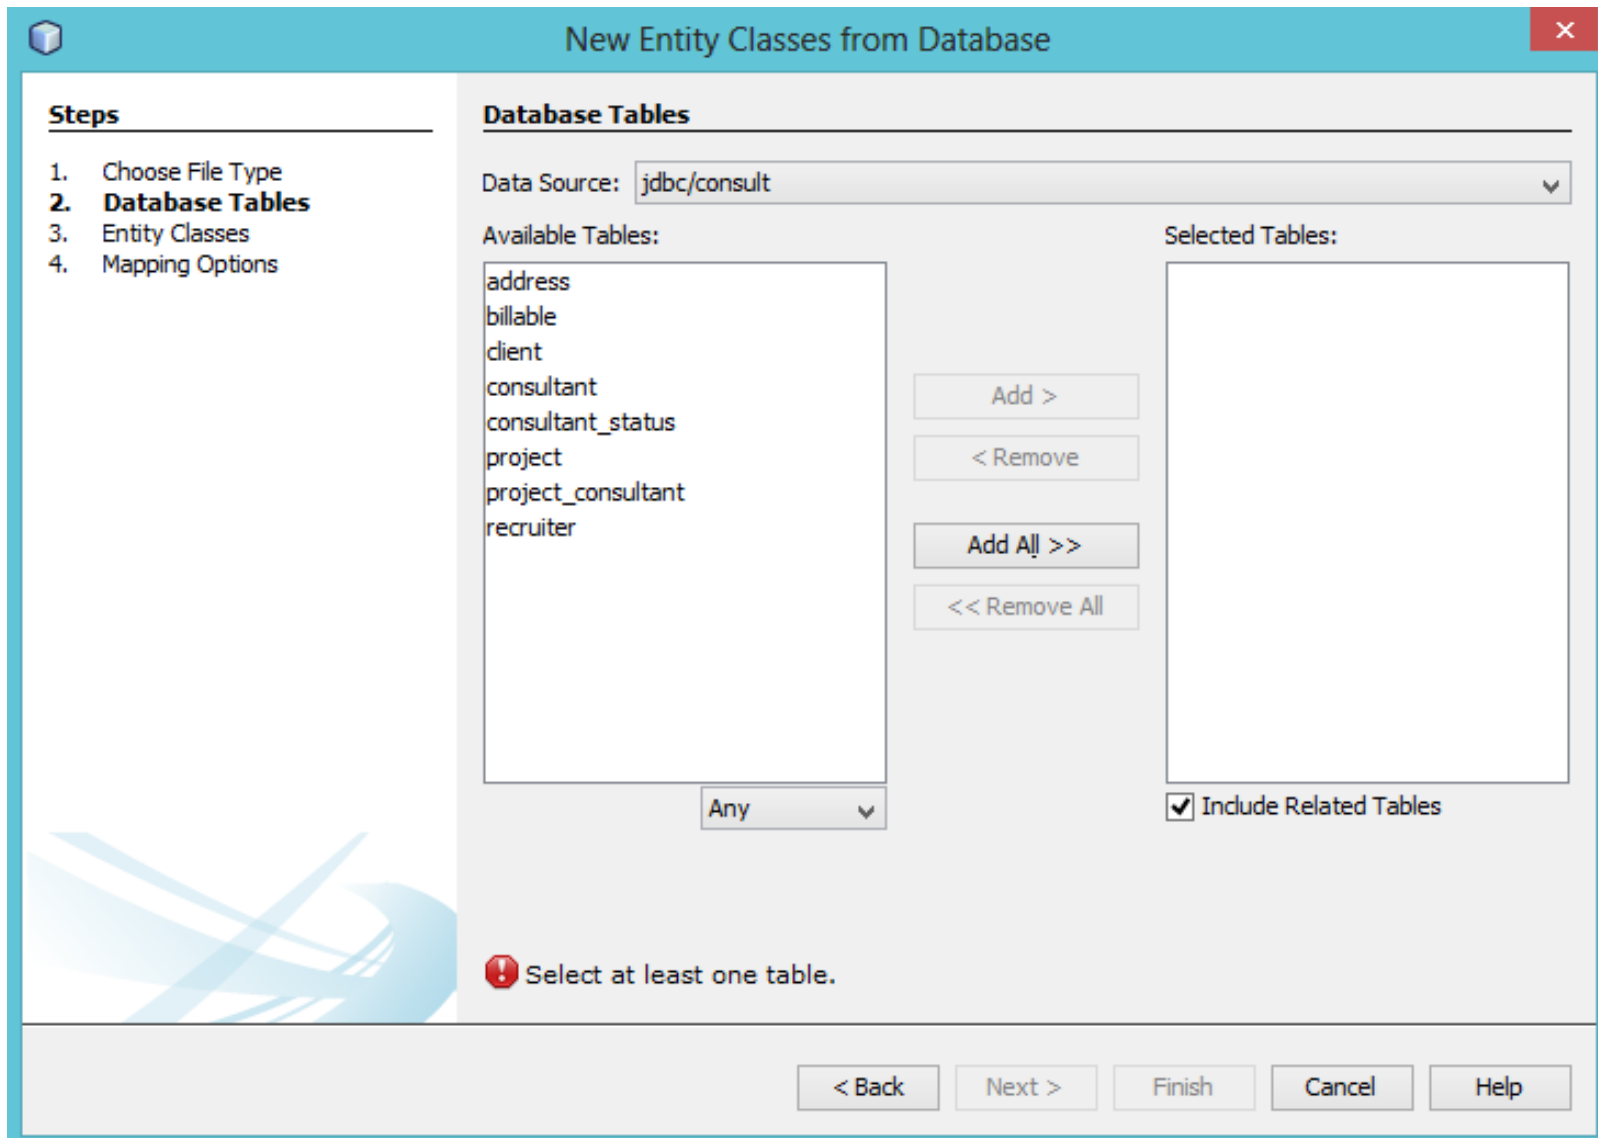 New Entity Classes from Database
Steps
1. Choose File Type
2. Database Tables
3. Entity Classes
4. Mapping Options
Database Tables
Data Source: jdbc/consult
Available Tables:
address
billable
client
consultant
consultant_status
project
project_consultant
recruiter
Any
Add >
< Remove
Add All >>
<< Remove All
Selected Tables:
Include Related Tables
Select at least one table.
< Back Next > Finish Cancel Help